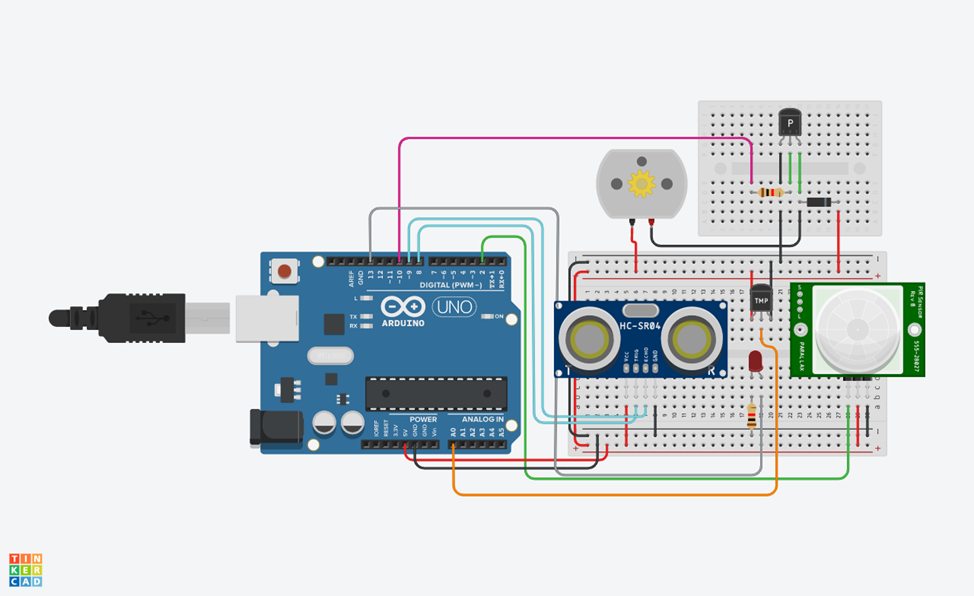 P
AREF
GND
13
12
~11
~10
~9
8
7
~6
~5
4
~3
2
TX→1
RX←0
DIGITAL (PWM~)
L
TX
RX
ARDUINO
UNO
ON
POWER
ANALOG IN
IOREF
RESET
3.3V
5V
GND
GND
Vin
A0
A1
A2
A3
A4
A5
HC-SR04
VCC
TRIG
ECHO
GND
T
R
TMP
PIR SENSOR
Rev B
555-28027
PARALLAX
a b c
TIN
KER
CAD